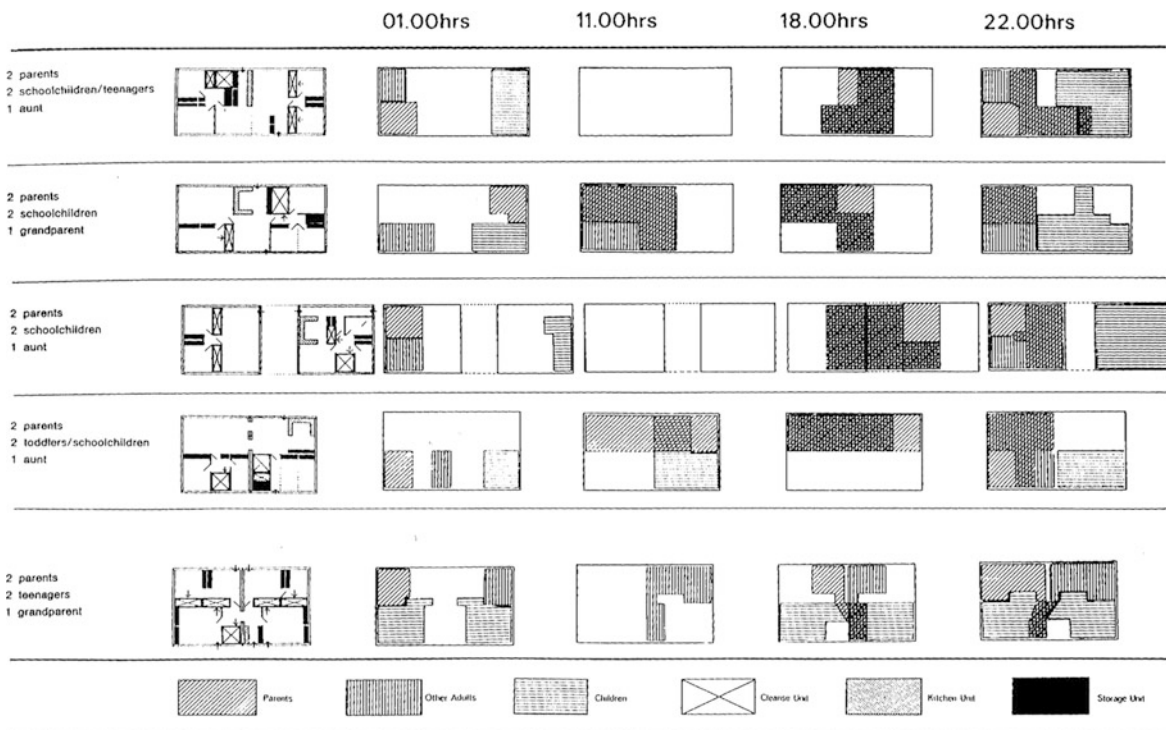 01.00hrs 11.00hrs 18.00hrs 22.00hrs
2 parents
2 schoolchildren/teenagers
1 aunt
2 parents
2 schoolchildren
1 grandparent
2 parents
2 schoolchildren
1 aunt
2 parents
2 toddlers/schoolchildren
1 aunt
2 parents
2 teenagers
1 grandparent
Parents Other Adults Children Cleanse Unit Kitchen Unit Storage Unit